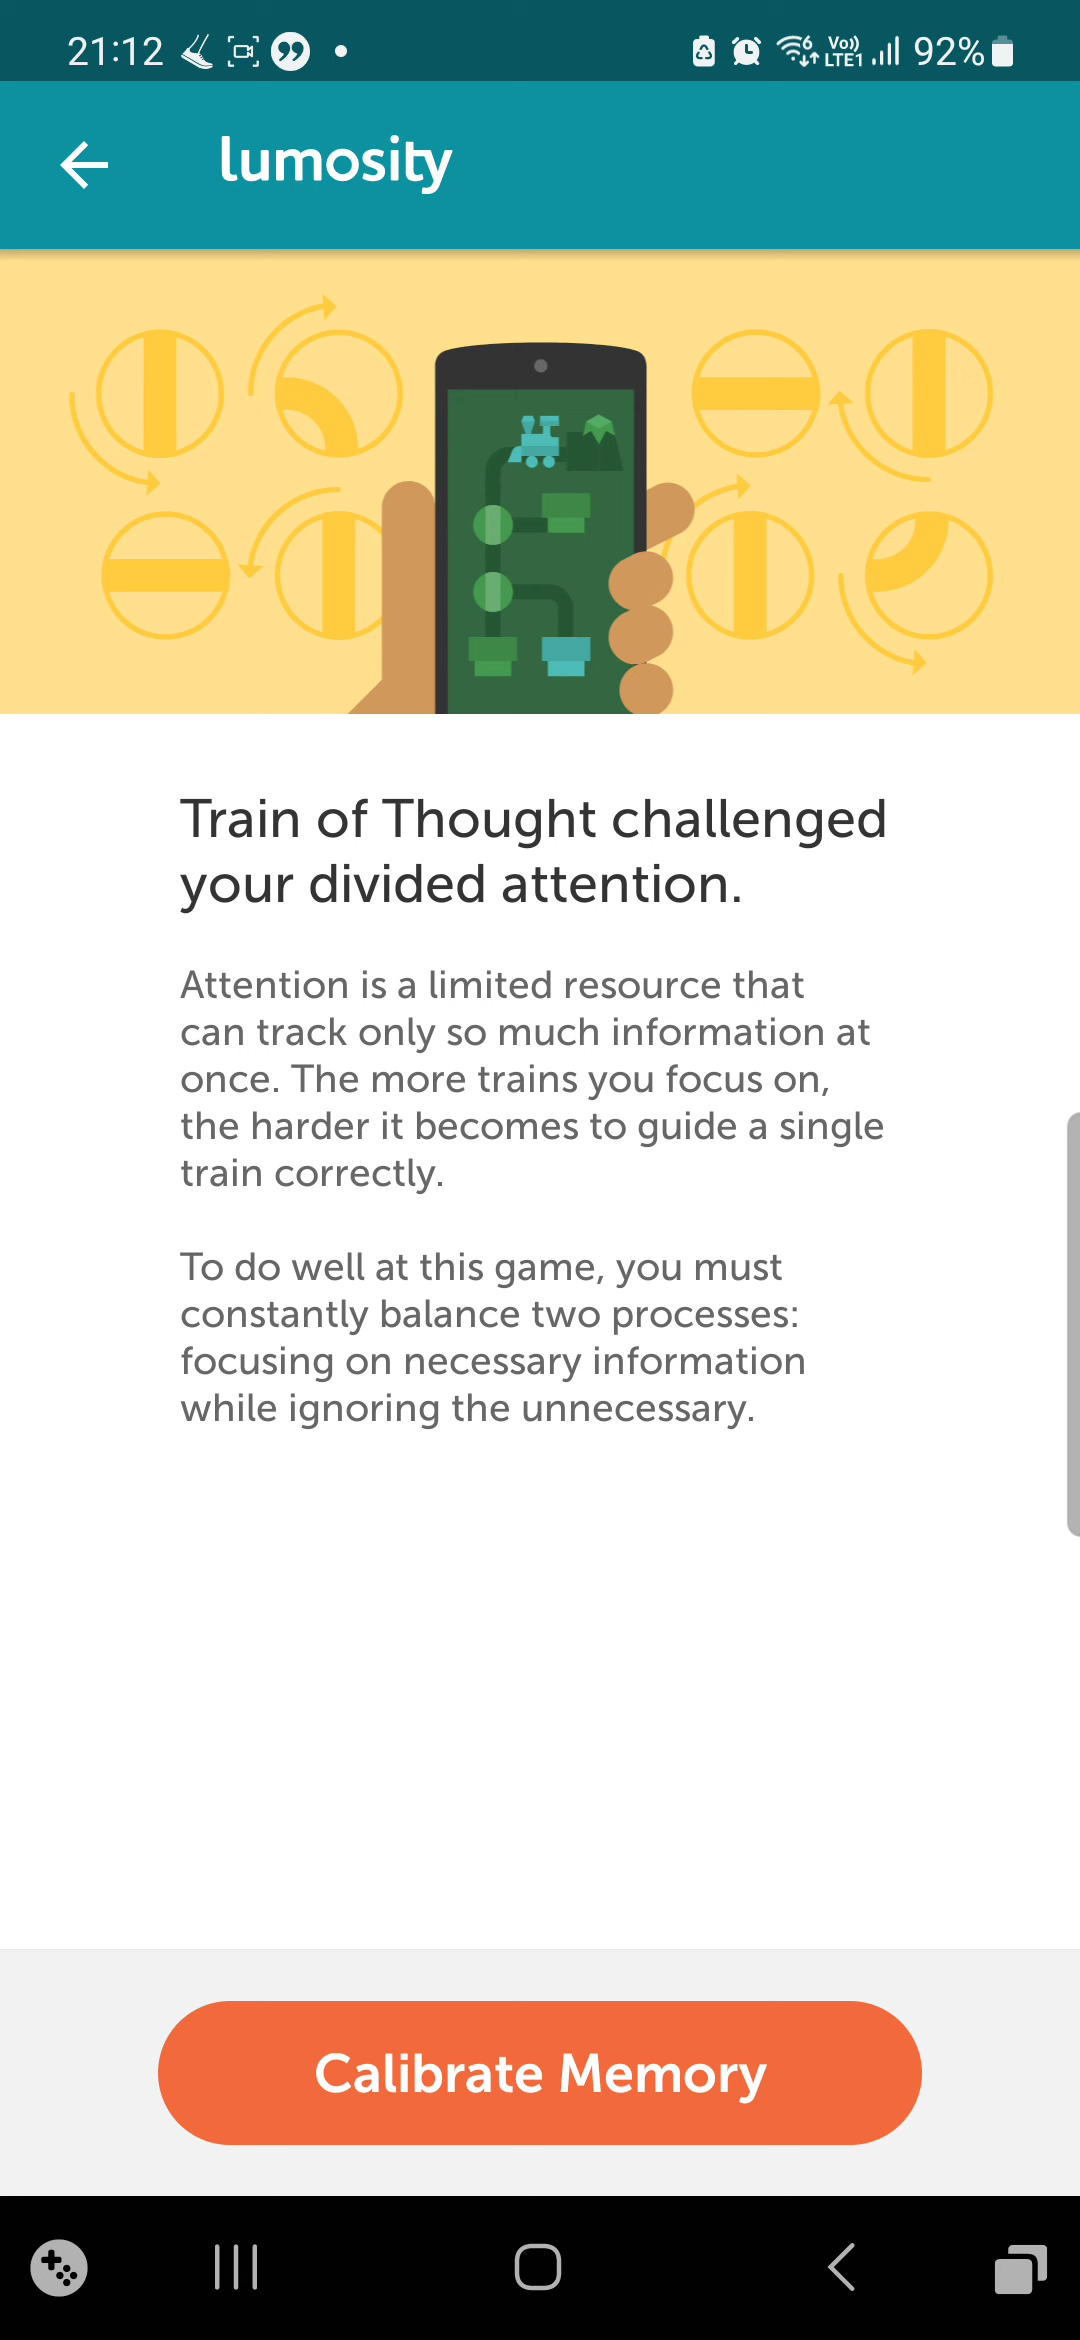 21:12
Vo)) LTE1 92%
lumosity
Train of Thought challenged
your divided attention.
Attention is a limited resource that
can track only so much information at
once. The more trains you focus on,
the harder it becomes to guide a single
train correctly.
To do well at this game, you must
constantly balance two processes:
focusing on necessary information
while ignoring the unnecessary.
Calibrate Memory